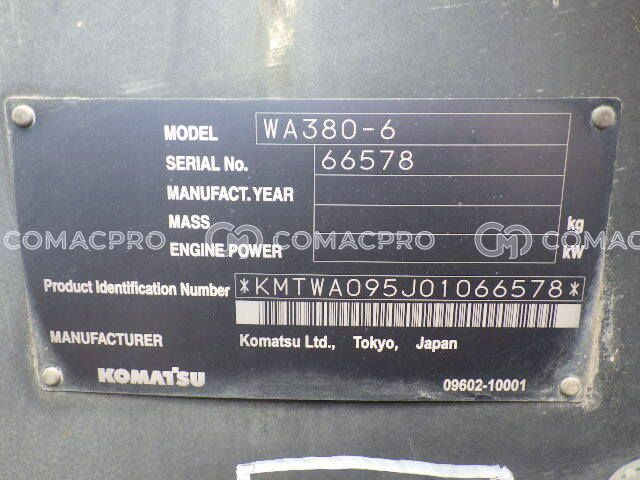 MODEL WA380-6
SERIAL No. 66578
MANUFACT. YEAR
MASS kg
COMACPRO COMACPRO COMACPRO
ENGINE POWER kW
Product Identification Number *KMTWA095J01066578*
MANUFACTURER Komatsu Ltd., Tokyo, Japan
KOMATSU 09602-10001